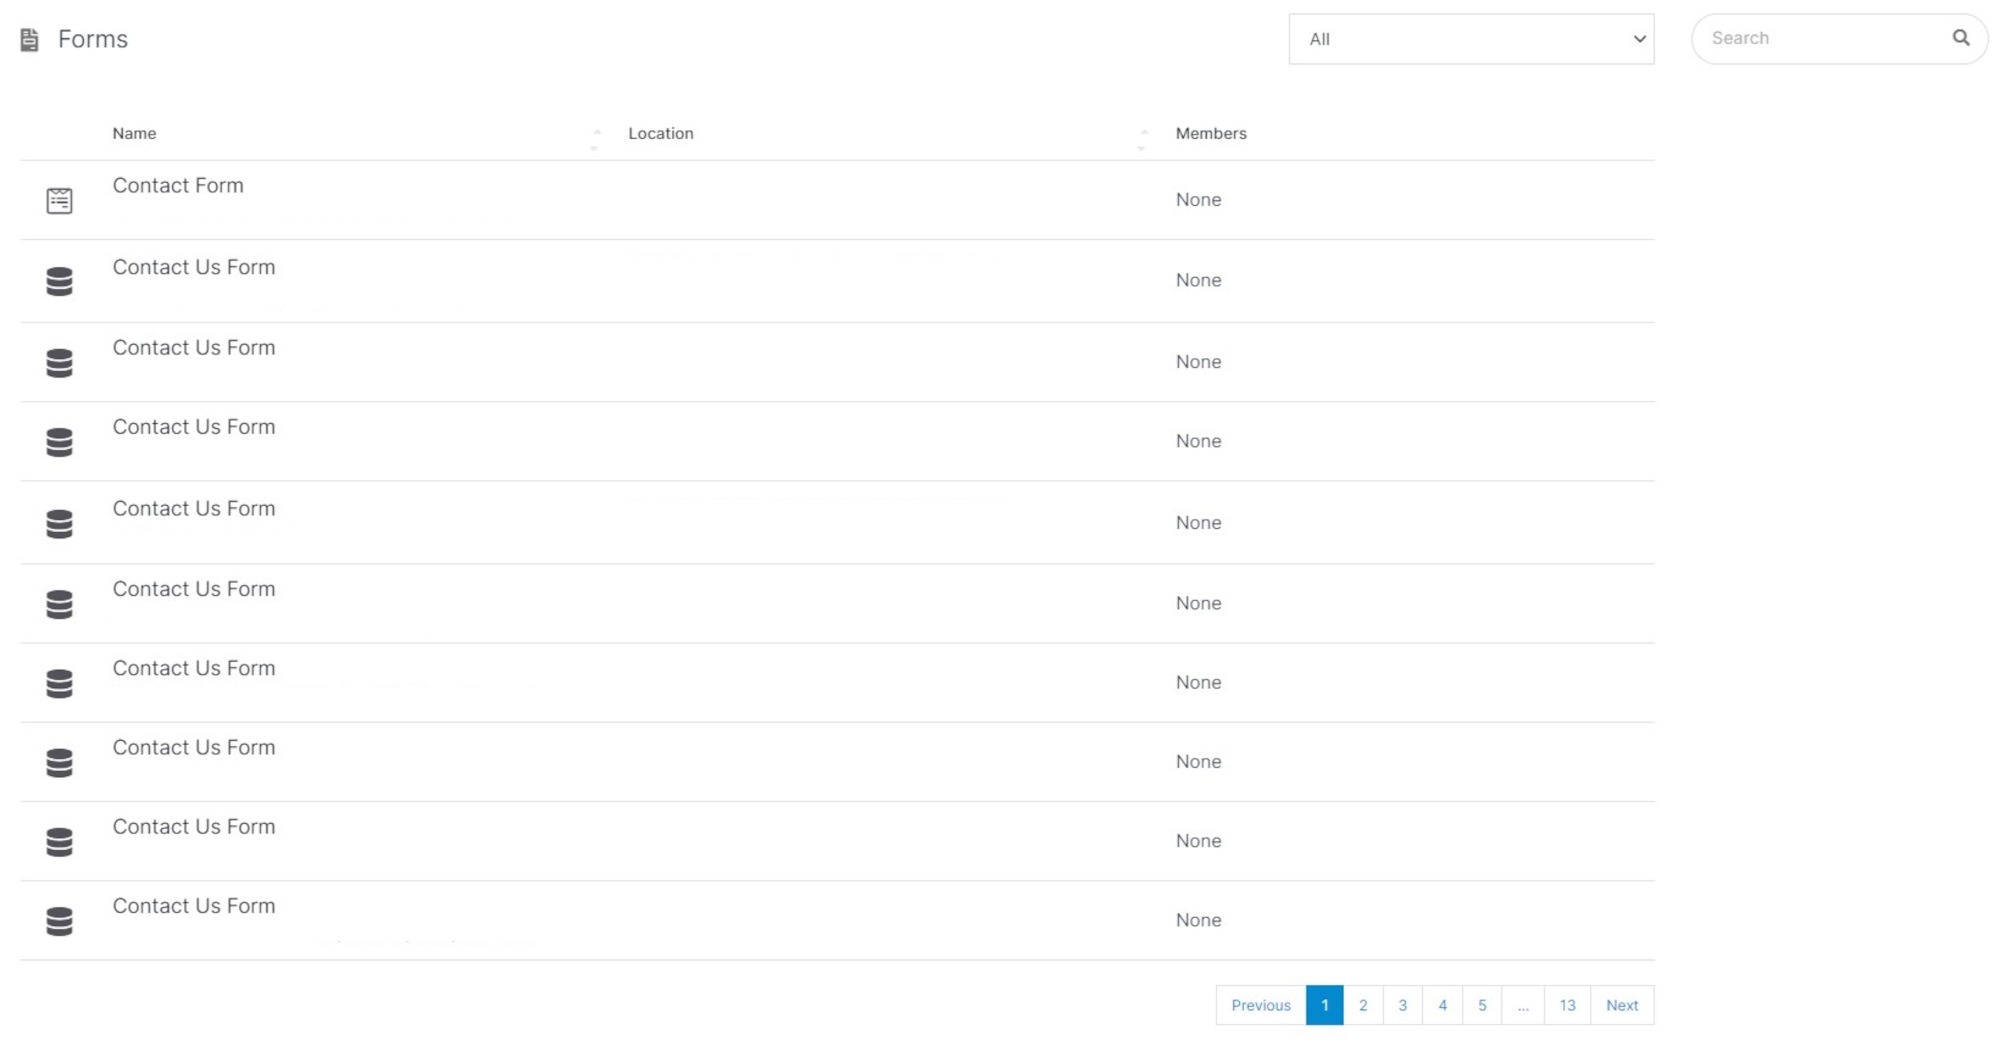 Forms
All
Search
Name Location Members
Contact Form
None
Contact Us Form
None
Contact Us Form
None
Contact Us Form
None
Contact Us Form
None
Contact Us Form
None
Contact Us Form
None
Contact Us Form
None
Contact Us Form
None
Contact Us Form
None
Previous 1 2 3 4 5 ... 13 Next